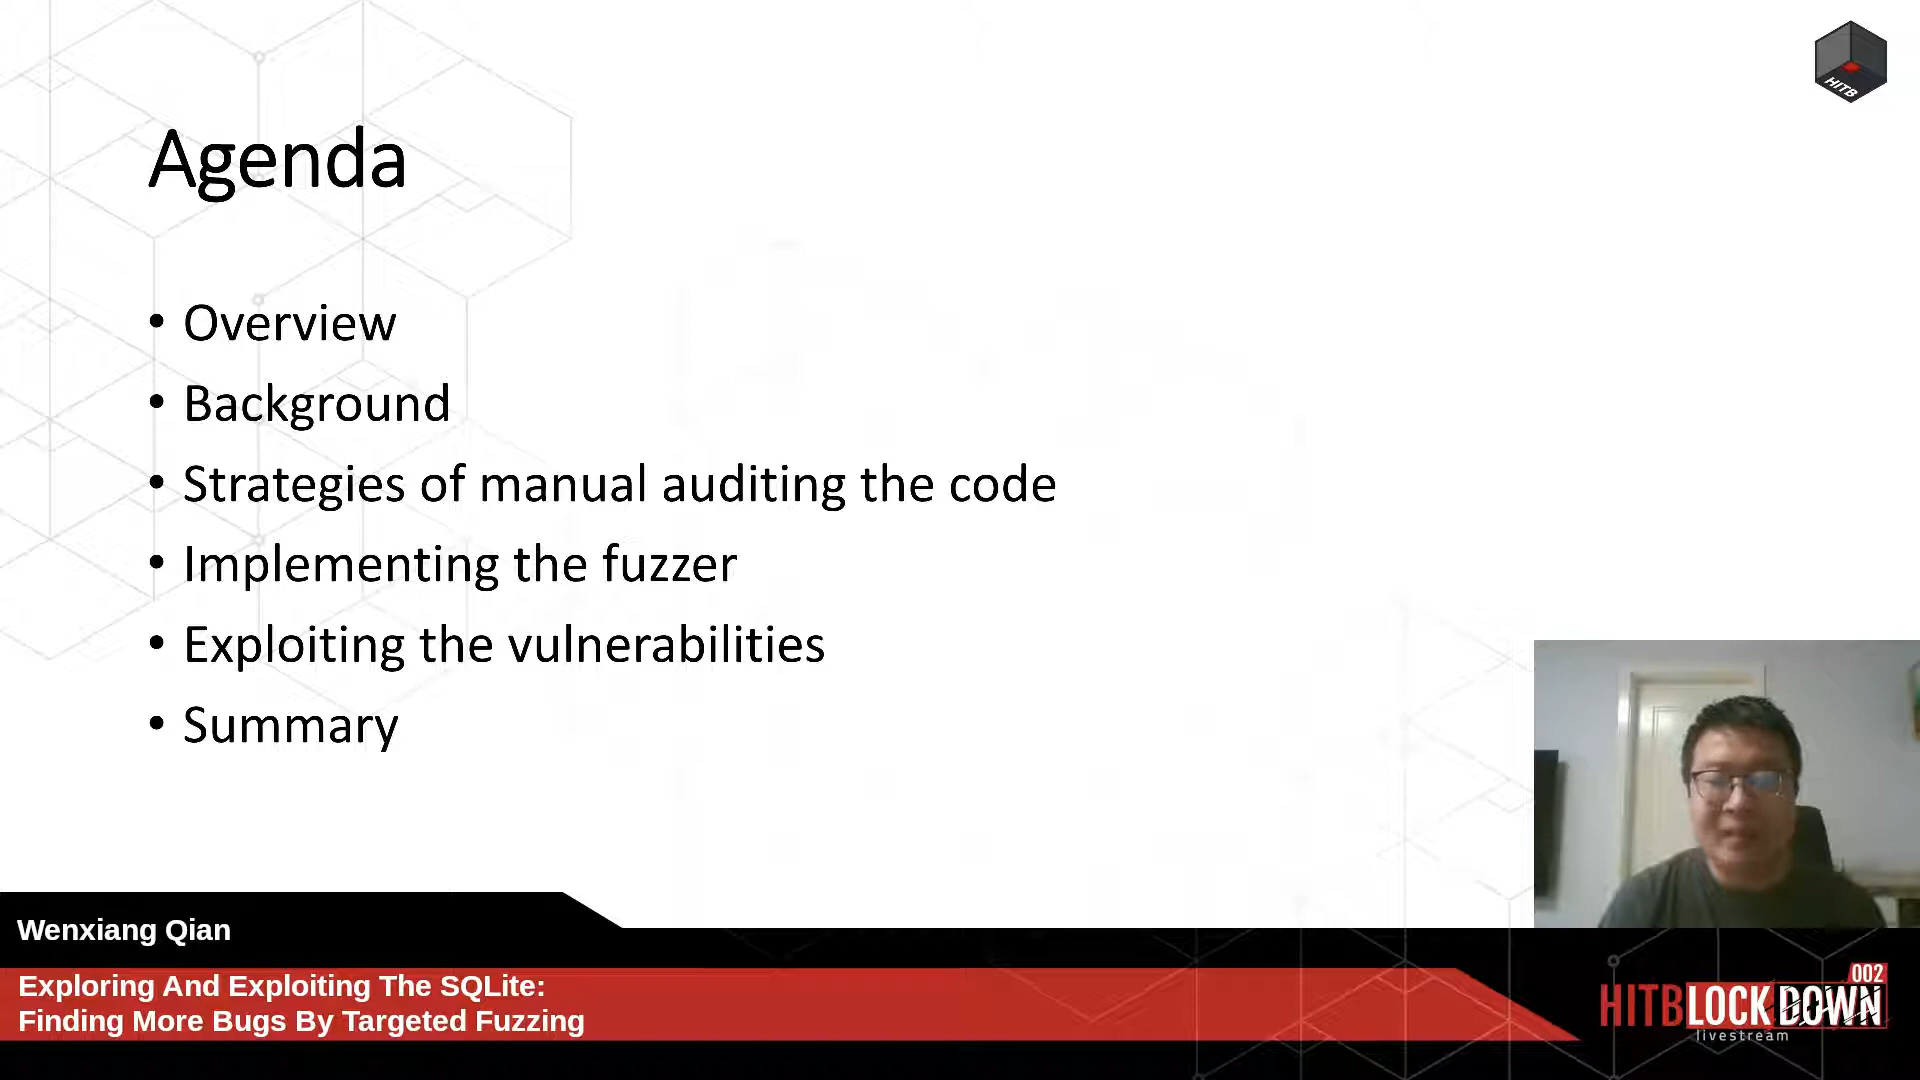 HITB
Agenda
• Overview
• Background
• Strategies of manual auditing the code
• Implementing the fuzzer
• Exploiting the vulnerabilities
• Summary
Wenxiang Qian
Exploring And Exploiting The SQLite:
Finding More Bugs By Targeted Fuzzing
002
HITBLOCKDOWN
livestream